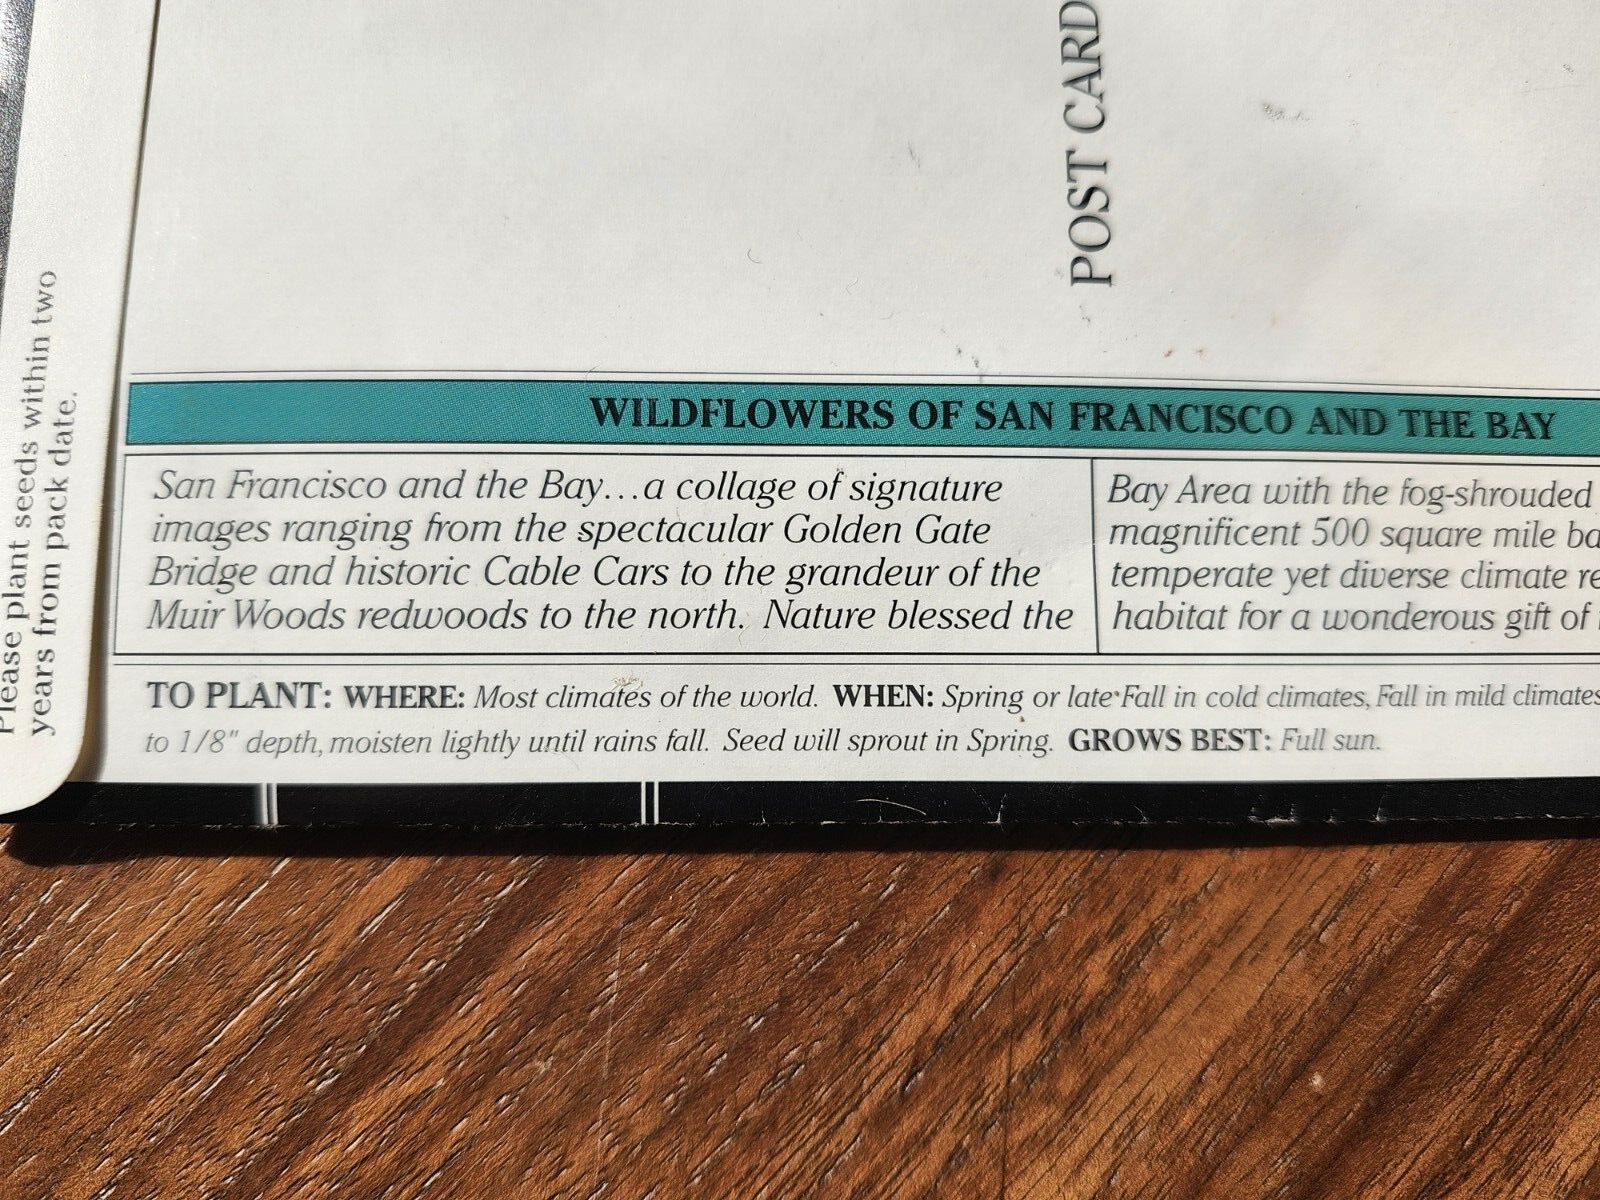 Please plant seeds within two
years from pack date.
POST CARD
WILDFLOWERS OF SAN FRANCISCO AND THE BAY
San Francisco and the Bay...a collage of signature
images ranging from the spectacular Golden Gate
Bridge and historic Cable Cars to the grandeur of the
Muir Woods redwoods to the north. Nature blessed the
Bay Area with the fog-shrouded
magnificent 500 square mile
temperate yet diverse climate
habitat for a wonderous gift of
TO PLANT: WHERE: Most climates of the world. WHEN: Spring or late Fall in cold climates, Fall in mild climates
to 1/8" depth, moisten lightly until rains fall. Seed will sprout in Spring. GROWS BEST: Full sun.